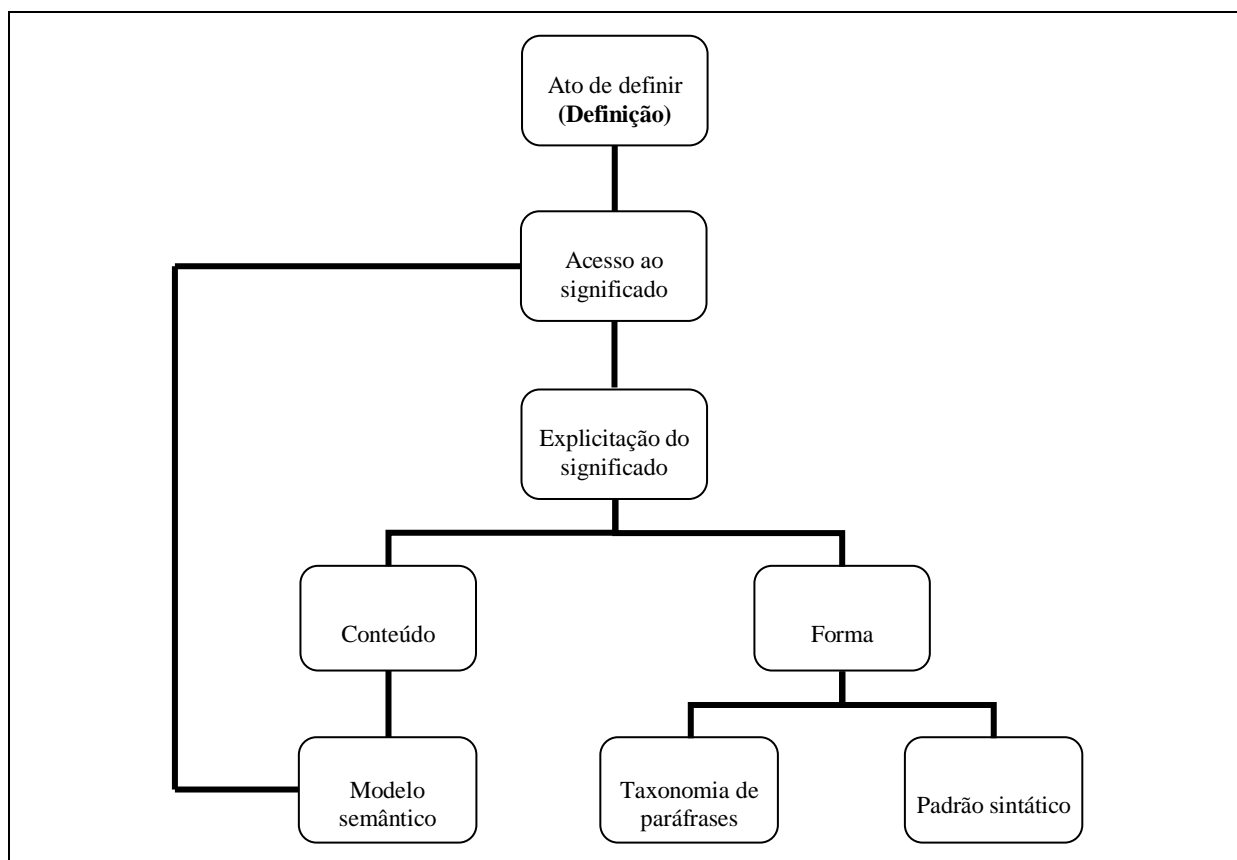 Ato de definir
(Definição)
Acesso ao
significado
Explicitação do
significado
Conteúdo
Forma
Modelo
semântico
Taxonomia de
paráfrases
Padrão sintático